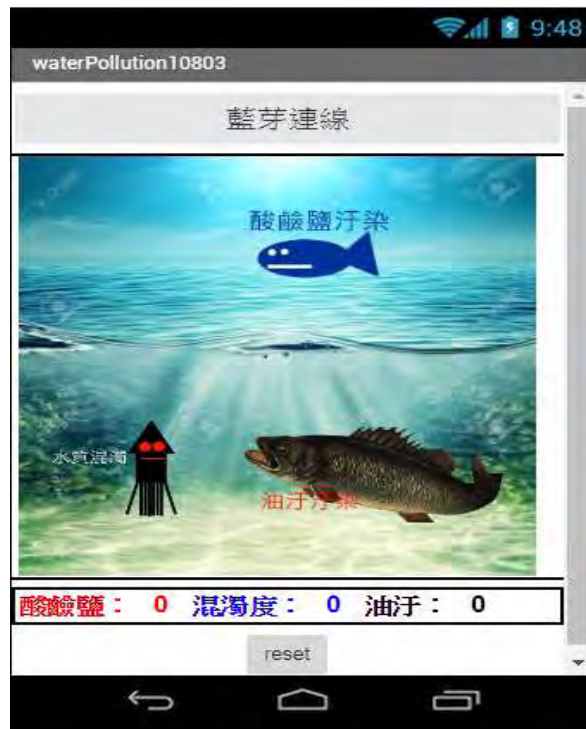 9:48
waterPollution10803
藍芽連線
酸鹼鹽汙染
水質混濁
油汙汙染
酸鹼鹽： 0 混濁度： 0 油汙： 0
reset